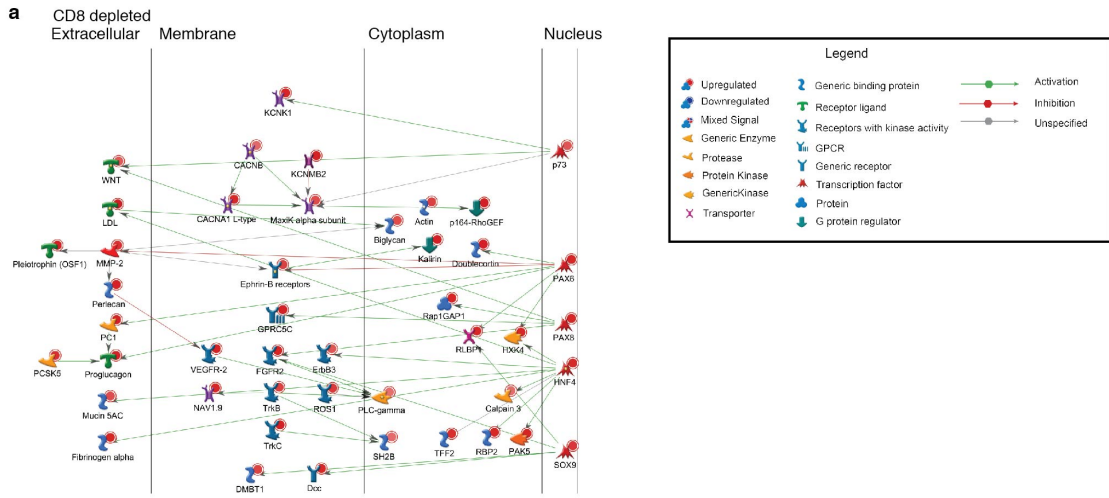 a
CD8 depleted
Extracellular
Membrane
Cytoplasm
Nucleus
KCNK1
WNT
CACNB
KCNMB2
p73
LDL
CACNA1 L-type
MaxiK alpha subunit
Actin
p164-RhoGEF
Biglycan
Pleiotrophin (OSF1)
MMP-2
Kalirin
Doublecortin
Ephrin-B receptors
PAX6
Perlecan
GPRC5C
Rap1GAP1
PC1
PAX8
RLBP1
HXK4
PCSK5
Proglucagon
VEGFR-2
FGFR2
ErbB3
HNF4
Mucin 5AC
NAV1.9
TrkB
ROS1
PLC-gamma
Calpain 3
Fibrinogen alpha
TrkC
SH2B
TFF2
RBP2
PAK5
SOX9
DMBT1
Dcc
Legend
Upregulated
Downregulated
Mixed Signal
Generic Enzyme
Protease
Protein Kinase
GenericKinase
Transporter
Generic binding protein
Receptor ligand
Receptors with kinase activity
GPCR
Generic receptor
Transcription factor
Protein
G protein regulator
Activation
Inhibition
Unspecified